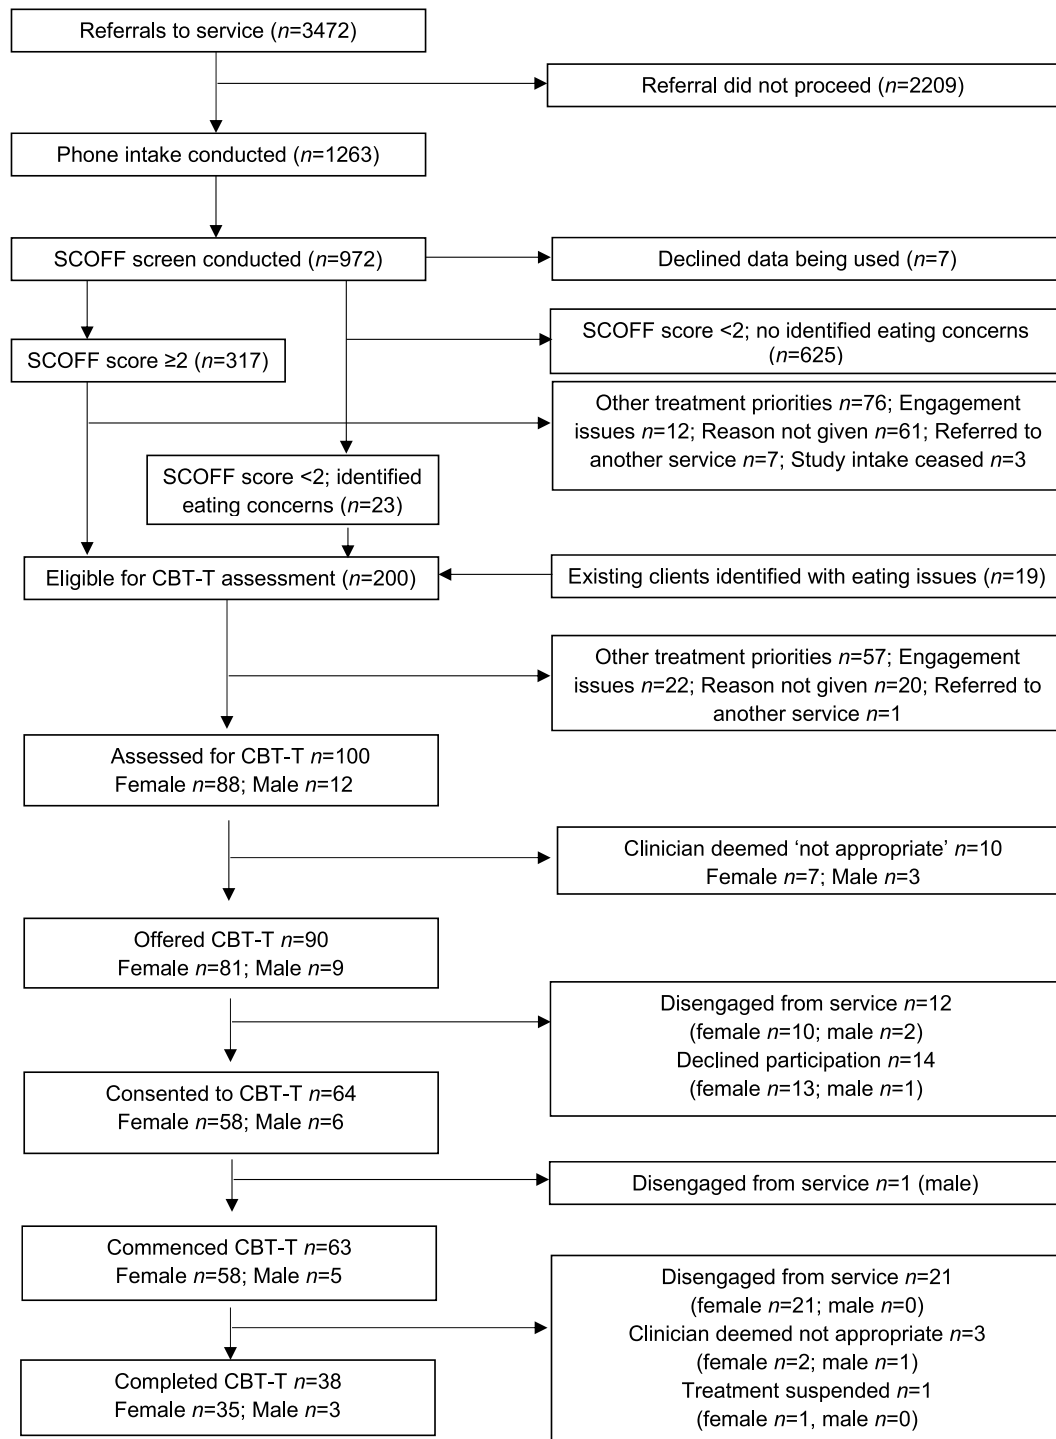 Referrals to service (n=3472)
Referral did not proceed (n=2209)
Phone intake conducted (n=1263)
SCOFF screen conducted (n=972)
Declined data being used (n=7)
SCOFF score <2; no identified eating concerns
(n=625)
SCOFF score ≥2 (n=317)
Other treatment priorities n=76; Engagement
issues n=12; Reason not given n=61; Referred to
another service n=7; Study intake ceased n=3
SCOFF score <2; identified
eating concerns (n=23)
Eligible for CBT-T assessment (n=200)
Existing clients identified with eating issues (n=19)
Other treatment priorities n=57; Engagement
issues n=22; Reason not given n=20; Referred to
another service n=1
Assessed for CBT-T n=100
Female n=88; Male n=12
Clinician deemed ‘not appropriate’ n=10
Female n=7; Male n=3
Offered CBT-T n=90
Female n=81; Male n=9
Disengaged from service n=12
(female n=10; male n=2)
Declined participation n=14
(female n=13; male n=1)
Consented to CBT-T n=64
Female n=58; Male n=6
Disengaged from service n=1 (male)
Commenced CBT-T n=63
Female n=58; Male n=5
Disengaged from service n=21
(female n=21; male n=0)
Clinician deemed not appropriate n=3
(female n=2; male n=1)
Treatment suspended n=1
(female n=1, male n=0)
Completed CBT-T n=38
Female n=35; Male n=3